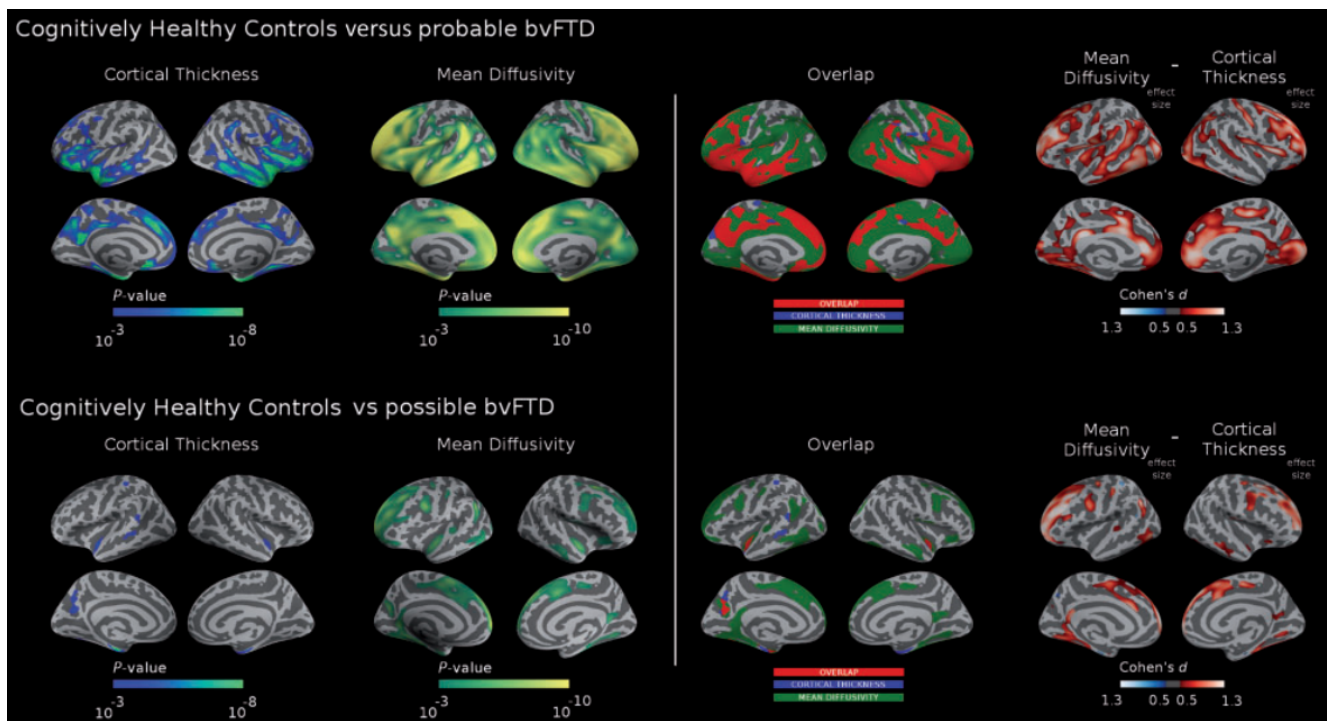 Cognitively Healthy Controls versus probable bvFTD
Cortical Thickness
Mean Diffusivity
Overlap
Mean Diffusivity
effect size
-
Cortical Thickness
effect size
P-value
10^-3 10^-8
P-value
10^-3 10^-10
OVERLAP
CORTICAL THICKNESS
MEAN DIFFUSIVITY
Cohen's d
1.3 0.5 0.5 1.3
Cognitively Healthy Controls vs possible bvFTD
Cortical Thickness
Mean Diffusivity
Overlap
Mean Diffusivity
effect size
-
Cortical Thickness
effect size
P-value
10^-3 10^-8
P-value
10^-3 10^-10
OVERLAP
CORTICAL THICKNESS
MEAN DIFFUSIVITY
Cohen's d
1.3 0.5 0.5 1.3